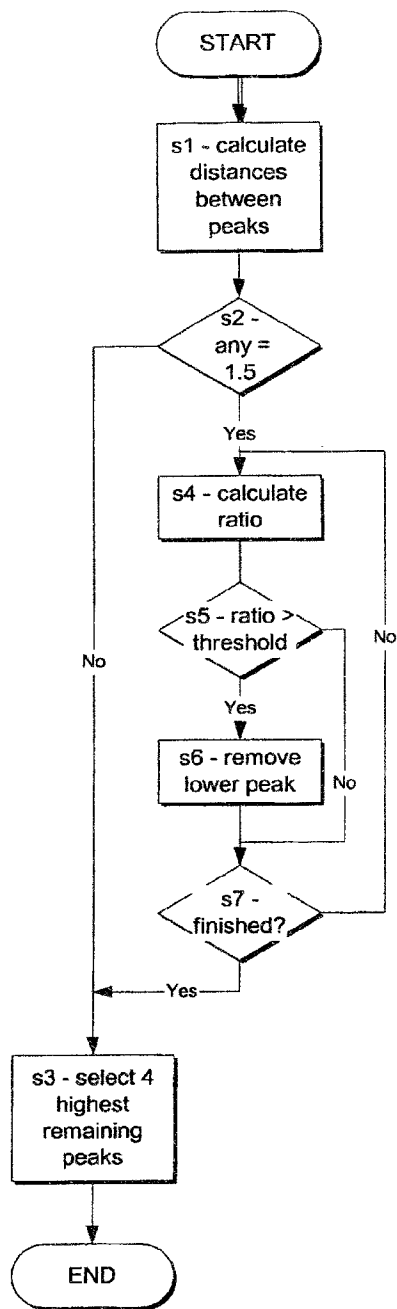 START
s1 - calculate
distances
between
peaks
s2 -
any =
1.5
Yes
s4 - calculate
ratio
s5 - ratio >
threshold
No
No
Yes
s6 - remove
lower peak
No
s7 -
finished?
Yes
s3 - select 4
highest
remaining
peaks
END